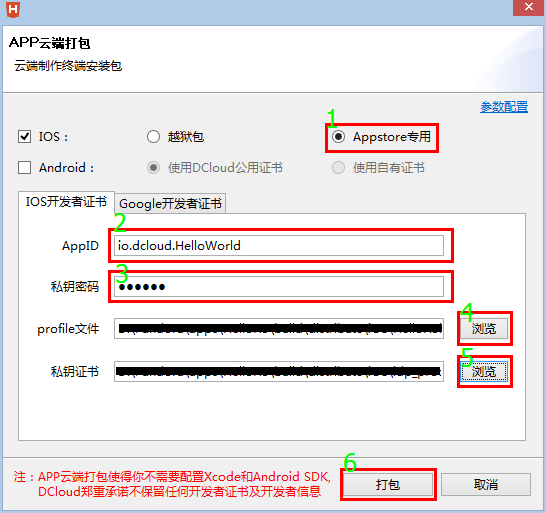 APP云端打包
云端制作终端安装包
参数配置
1
IOS： 越狱包 Appstore专用
Android： 使用DCloud公用证书 使用自有证书
IOS开发者证书 Google开发者证书
2
AppID io.dcloud.HelloWorld
3
私钥密码 ●●●●●●
4
profile文件 浏览
5
私钥证书 浏览
6
注：APP云端打包使得你不需要配置Xcode和Android SDK,
DCloud郑重承诺不保留任何开发者证书及开发者信息
打包 取消